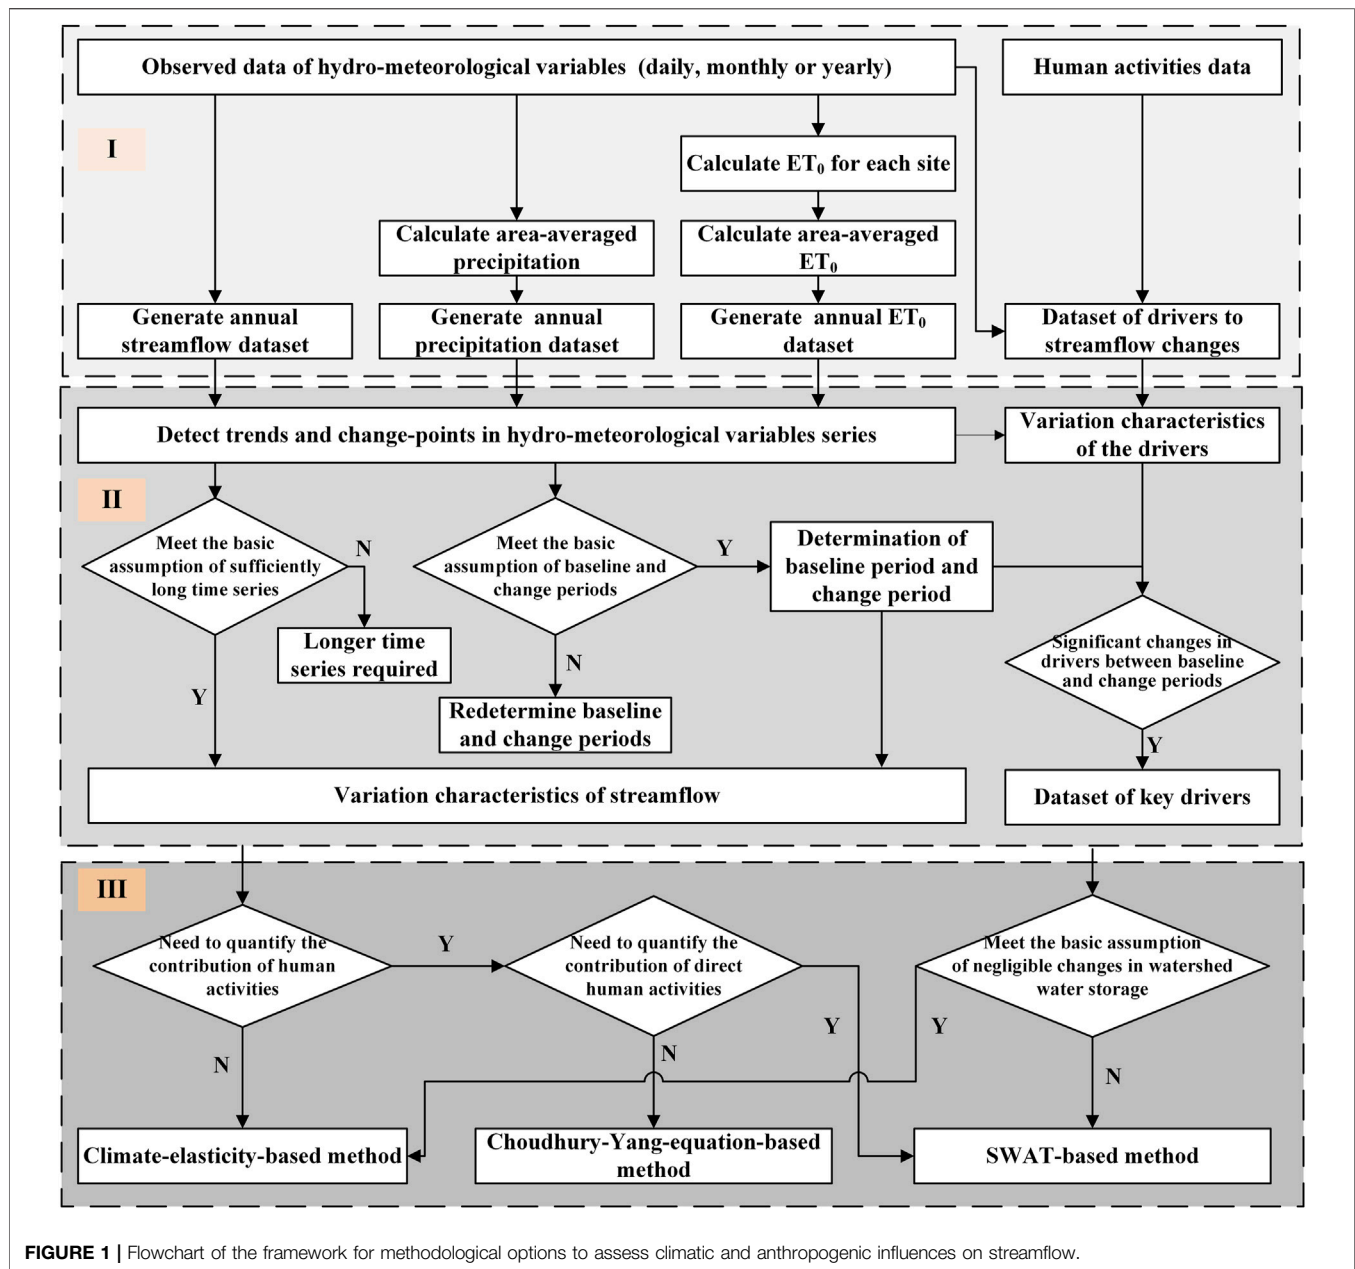 Observed data of hydro-meteorological variables (daily, monthly or yearly)
Human activities data
I
Calculate ET₀ for each site
Calculate area-averaged
precipitation
Calculate area-averaged
ET₀
Generate annual
streamflow dataset
Generate annual
precipitation dataset
Generate annual ET₀
dataset
Dataset of drivers to
streamflow changes
Detect trends and change-points in hydro-meteorological variables series
Variation characteristics
of the drivers
II
Meet the basic
assumption of sufficiently
long time series
N
Longer time
series required
Y
Meet the basic
assumption of baseline and
change periods
Y
N
Redetermine baseline
and change periods
Determination of
baseline period and
change period
Significant changes in
drivers between baseline
and change periods
Y
Variation characteristics of streamflow
Dataset of key drivers
III
Need to quantify the
contribution of human
activities
Y
N
Need to quantify the
contribution of direct
human activities
Y
N
Meet the basic assumption
of negligible changes in watershed
water storage
Y
N
Climate-elasticity-based method
Choudhury-Yang-equation-based
method
SWAT-based method
FIGURE 1 | Flowchart of the framework for methodological options to assess climatic and anthropogenic influences on streamflow.